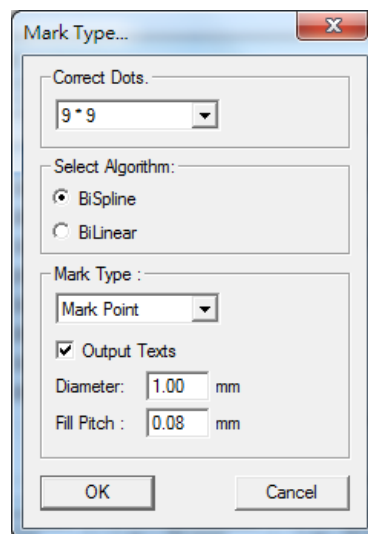 Mark Type...
Correct Dots.
9 * 9
Select Algorithm:
BiSpline
BiLinear
Mark Type :
Mark Point
Output Texts
Diameter: 1.00 mm
Fill Pitch : 0.08 mm
OK Cancel